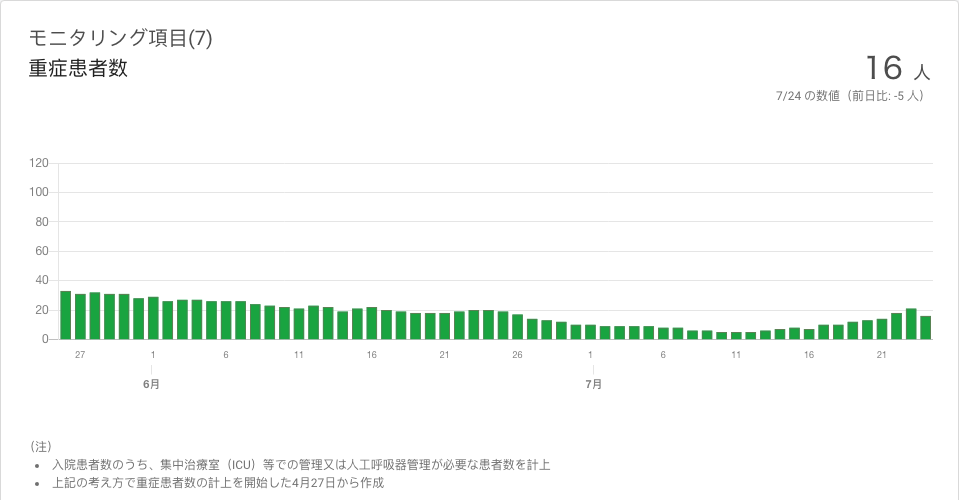 モニタリング項目(7)
重症患者数
16 人
7/24 の数値（前日比: -5 人）
120
100
80
60
40
20
0
27 1 6 11 16 21 26 1 6 11 16 21
6月 7月
（注）
• 入院患者数のうち、集中治療室（ICU）等での管理又は人工呼吸器管理が必要な患者数を計上
• 上記の考え方で重症患者数の計上を開始した4月27日から作成